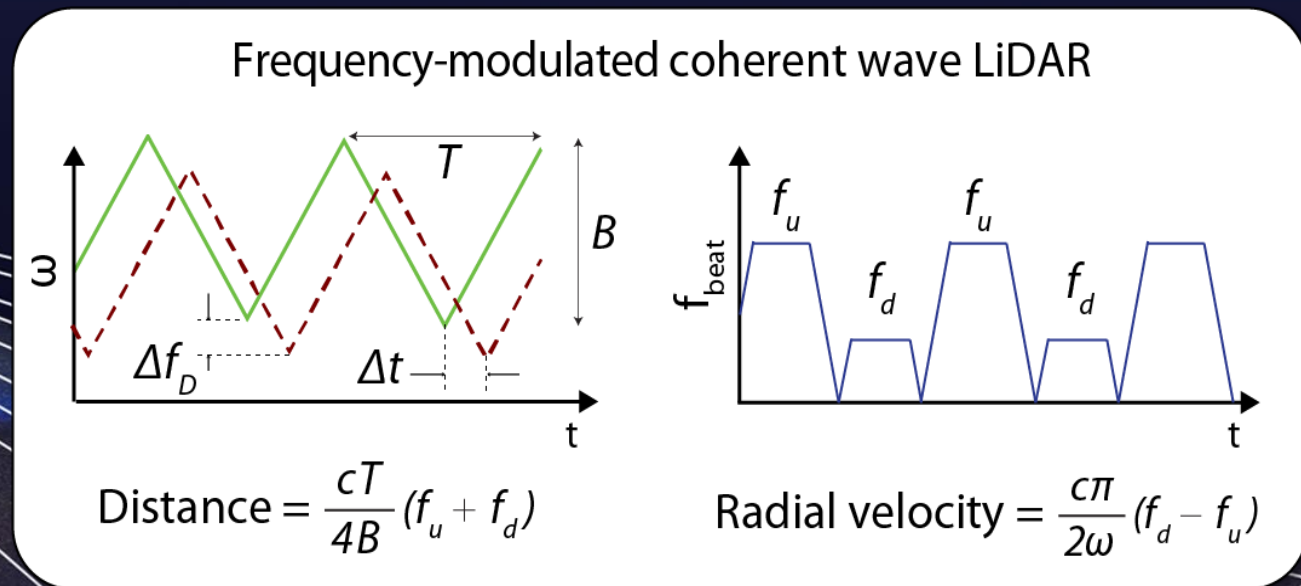 Frequency-modulated coherent wave LiDAR
T
B
ω
Δf_D
Δt
t
f_u
f_u
f_d
f_d
f_beat
t
Distance = cT/4B (f_u + f_d)
Radial velocity = cπ/2ω (f_d − f_u)